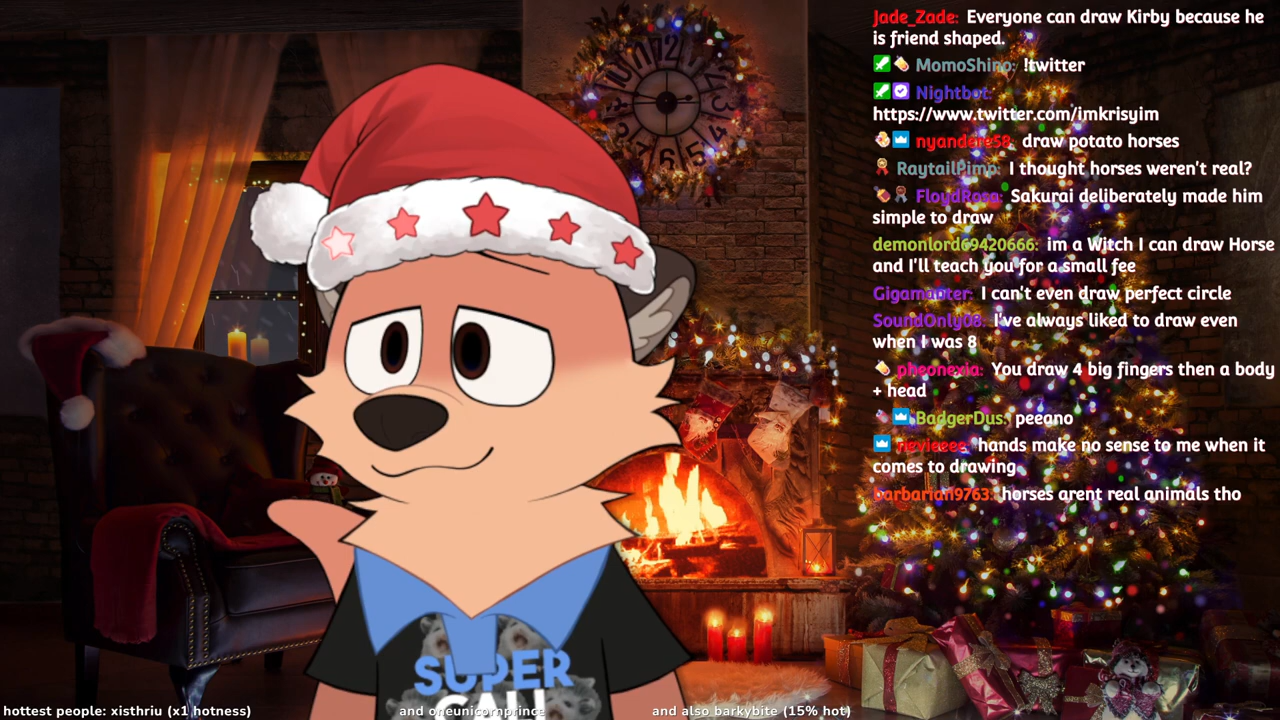 Jade_Zade: Everyone can draw Kirby because he
is friend shaped.
MomoShino: !twitter
Nightbot:
https://www.twitter.com/imkrisyim
nyandere58: draw potato horses
RaytailPimp: I thought horses weren't real?
FloydRosa: Sakurai deliberately made him
simple to draw
demonlord69420666: im a Witch I can draw Horse
and I'll teach you for a small fee
I can't even draw perfect circle
SoundOnly08: I've always liked to draw even
when I was 8
pheonexia: You draw 4 big fingers then a body
+ head
BadgerDus: peeano
hands make no sense to me when it
comes to drawing
barbarian9763: horses arent real animals tho
SUPER
hottest people: xisthriu (x1 hotness)
and oneunicornprince
and also barkybite (15% hot)